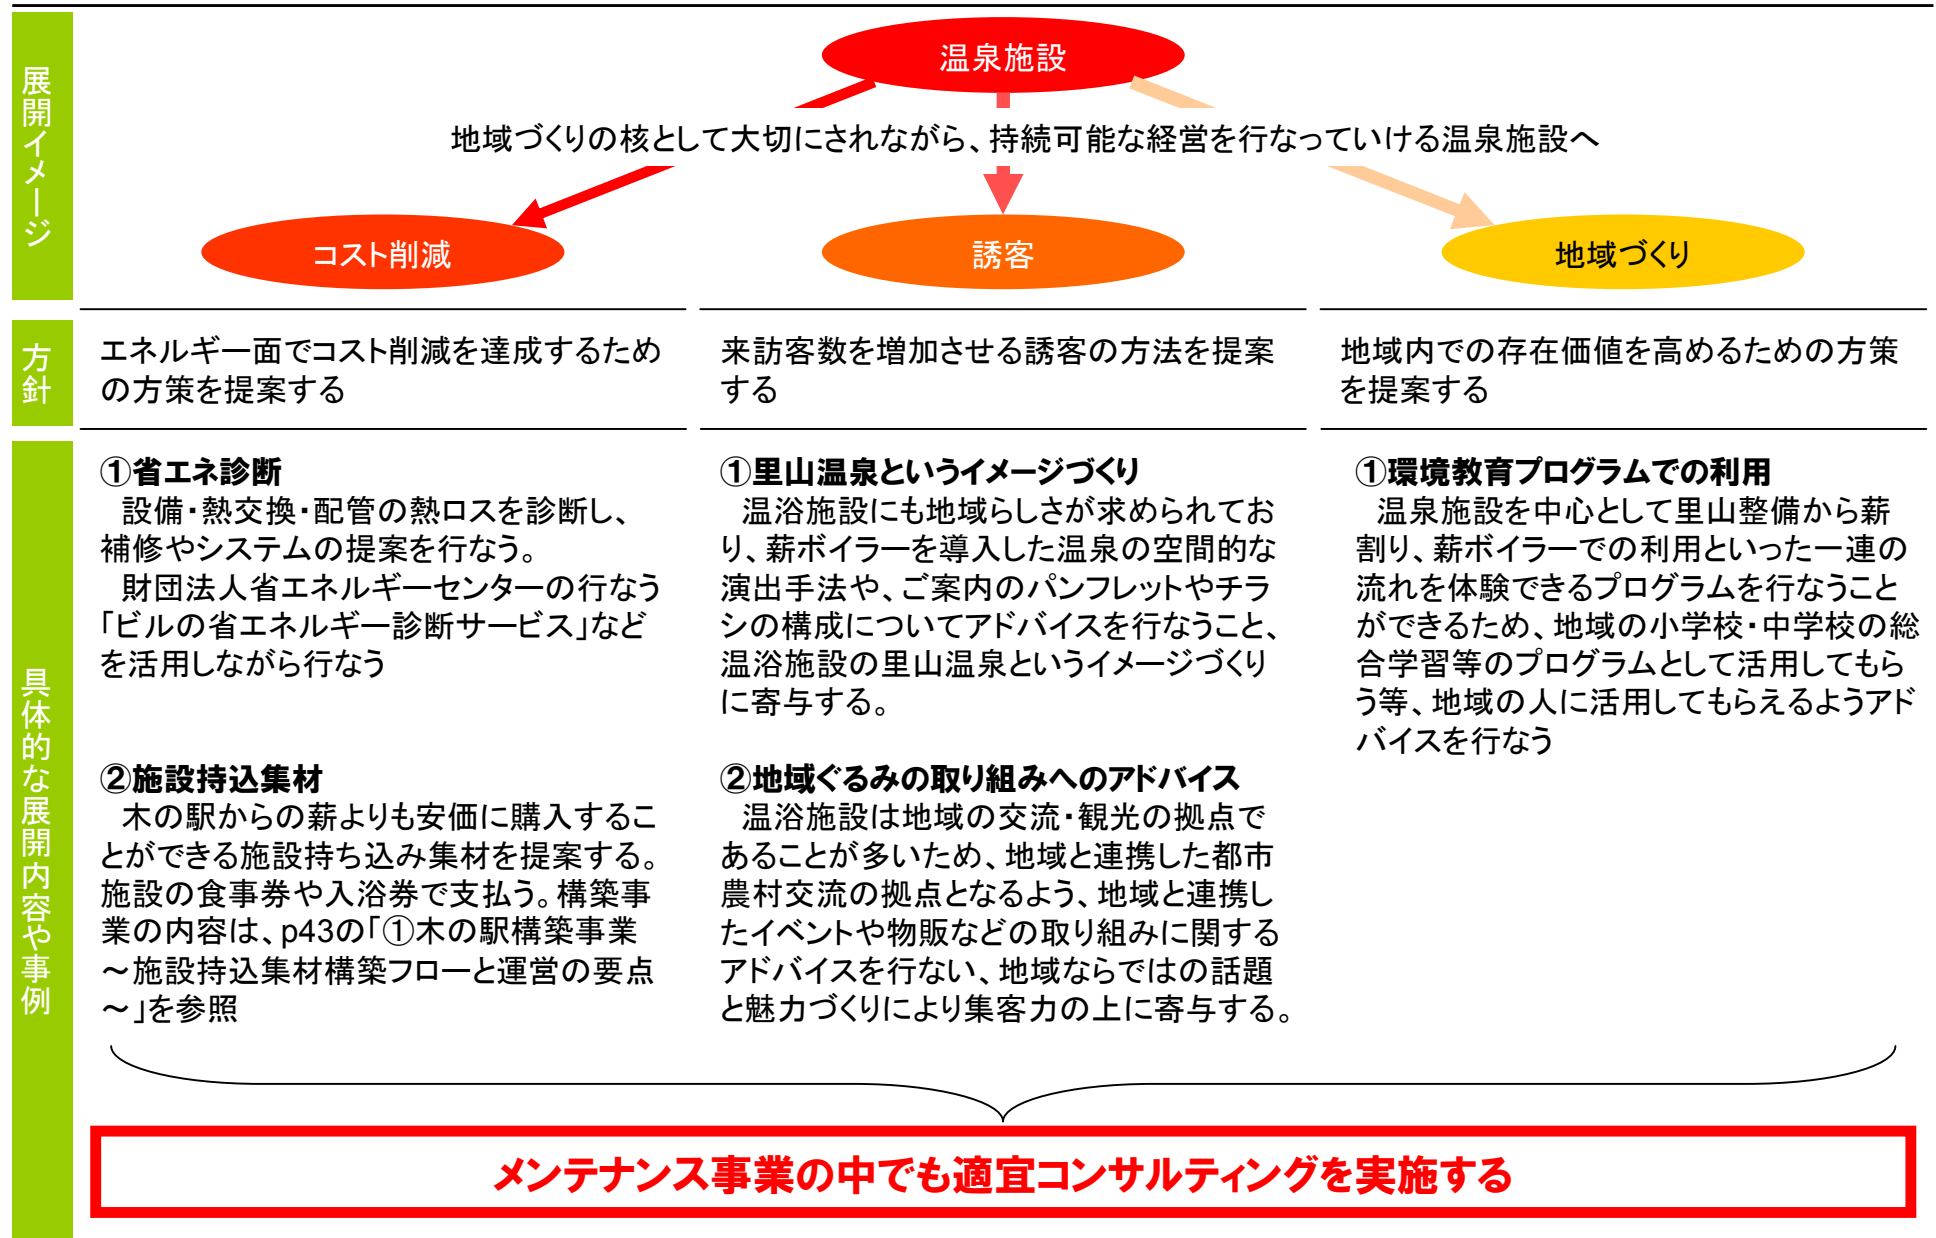 展開イメージ
温泉施設
地域づくりの核として大切にされながら、持続可能な経営を行なっていける温泉施設へ
コスト削減
誘客
地域づくり
方針
エネルギー面でコスト削減を達成するため
の方策を提案する
来訪客数を増加させる誘客の方法を提案
する
地域内での存在価値を高めるための方策
を提案する
具体的な展開内容や事例
①省エネ診断
設備・熱交換・配管の熱ロスを診断し、
補修やシステムの提案を行なう。
財団法人省エネルギーセンターの行なう
「ビルの省エネルギー診断サービス」など
を活用しながら行なう
②施設持込集材
木の駅からの薪よりも安価に購入するこ
とができる施設持ち込み集材を提案する。
施設の食事券や入浴券で支払う。構築事
業の内容は、p43の「①木の駅構築事業
～施設持込集材構築フローと運営の要点
～」を参照
①里山温泉というイメージづくり
温浴施設にも地域らしさが求められてお
り、薪ボイラーを導入した温泉の空間的な
演出手法や、ご案内のパンフレットやチラ
シの構成についてアドバイスを行なうこと、
温浴施設の里山温泉というイメージづくり
に寄与する。
②地域ぐるみの取り組みへのアドバイス
温浴施設は地域の交流・観光の拠点で
あることが多いため、地域と連携した都市
農村交流の拠点となるよう、地域と連携し
たイベントや物販などの取り組みに関する
アドバイスを行ない、地域ならではの話題
と魅力づくりにより集客力の上に寄与する。
①環境教育プログラムでの利用
温泉施設を中心として里山整備から薪
割り、薪ボイラーでの利用といった一連の
流れを体験できるプログラムを行なうこと
ができるため、地域の小学校・中学校の総
合学習等のプログラムとして活用してもら
う等、地域の人に活用してもらえるようアド
バイスを行なう
メンテナンス事業の中でも適宜コンサルティングを実施する